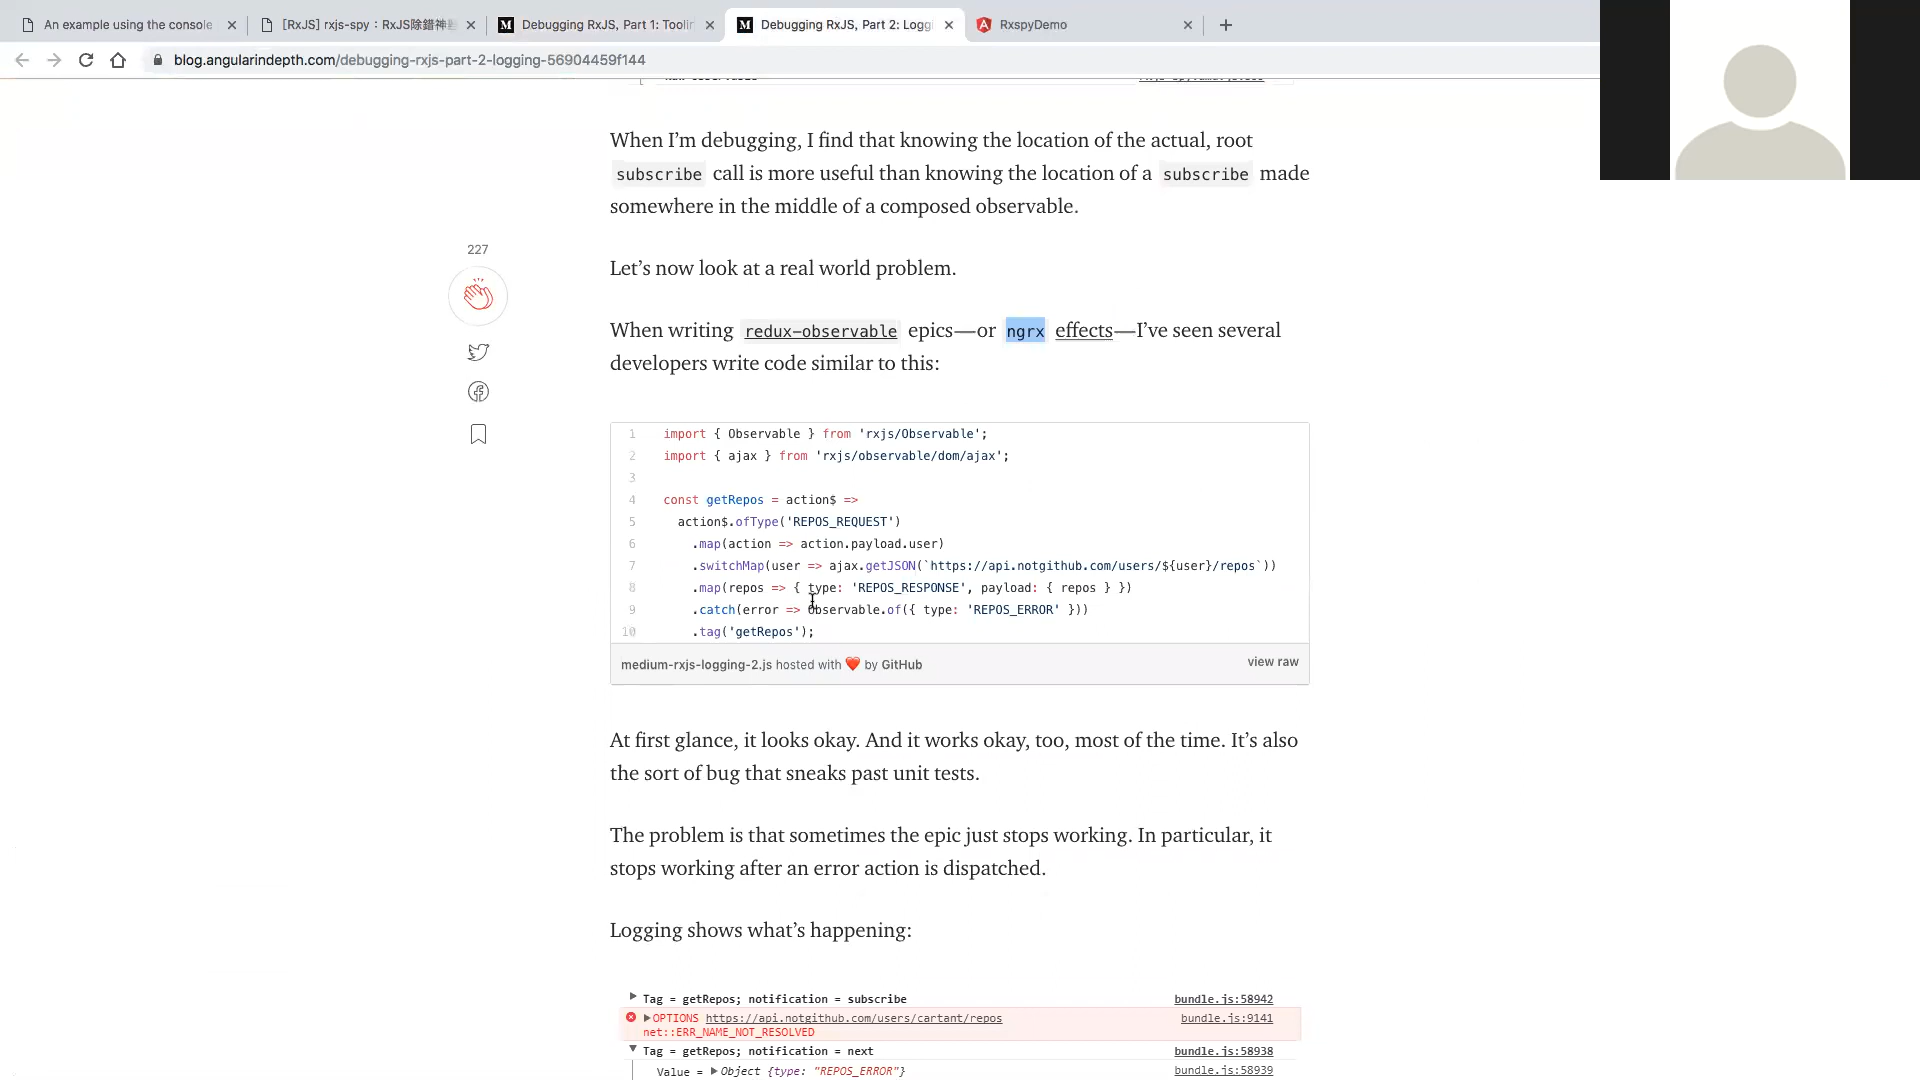 An example using the console
[RxJS] rxjs-spy：RxJS除錯神器
Debugging RxJS, Part 1: Toolin
Debugging RxJS, Part 2: Loggi
RxspyDemo
blog.angularindepth.com/debugging-rxjs-part-2-logging-56904459f144
When I’m debugging, I find that knowing the location of the actual, root
subscribe call is more useful than knowing the location of a subscribe made
somewhere in the middle of a composed observable.
227
Let’s now look at a real world problem.
When writing redux-observable epics—or ngrx effects—I’ve seen several
developers write code similar to this:
1 import { Observable } from 'rxjs/Observable';
2 import { ajax } from 'rxjs/observable/dom/ajax';
3
4 const getRepos = action$ =>
5 action$.ofType('REPOS_REQUEST')
6 .map(action => action.payload.user)
7 .switchMap(user => ajax.getJSON(`https://api.notgithub.com/users/${user}/repos`))
8 .map(repos => { type: 'REPOS_RESPONSE', payload: { repos } })
9 .catch(error => Observable.of({ type: 'REPOS_ERROR' }))
10 .tag('getRepos');
medium-rxjs-logging-2.js hosted with ❤ by GitHub
view raw
At first glance, it looks okay. And it works okay, too, most of the time. It’s also
the sort of bug that sneaks past unit tests.
The problem is that sometimes the epic just stops working. In particular, it
stops working after an error action is dispatched.
Logging shows what’s happening:
Tag = getRepos; notification = subscribe bundle.js:58942
OPTIONS https://api.notgithub.com/users/cartant/repos bundle.js:9141
net::ERR_NAME_NOT_RESOLVED
Tag = getRepos; notification = next bundle.js:58938
Value = Object {type: "REPOS_ERROR"} bundle.js:58939